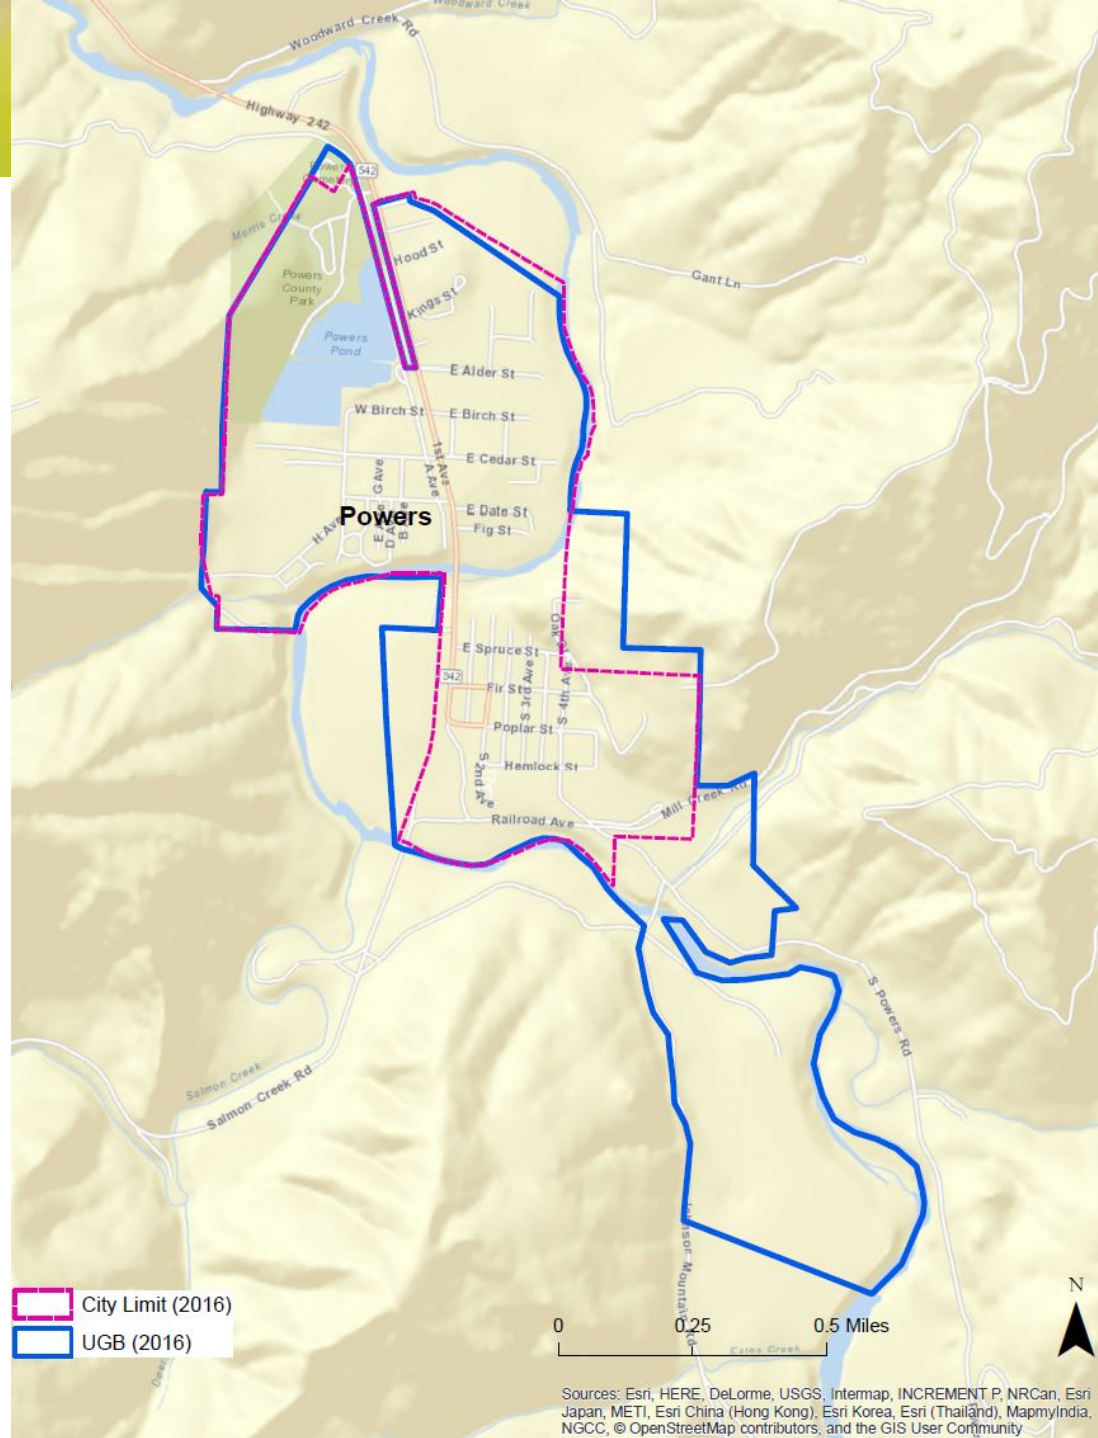 Woodward Creek
Woodward Creek Rd
Highway 242
542
Powers
Cemetery
Morris Creek
Hood St
Gant Ln
Powers
County
Park
Kings St
Powers
Pond
E Alder St
W Birch St
E Birch St
1st Ave
A Ave
E Cedar St
G Ave
H Ave
E Date St
Powers
Fig St
Oak
E Spruce St
542
Fir St
S 3rd Ave
S 4th Ave
Poplar St
S 2nd Ave
Hemlock St
Mill Creek Rd
Railroad Ave
S Powers Rd
Salmon Creek
Salmon Creek Rd
Johnson Mountain Rd
City Limit (2016)
UGB (2016)
N
0 0.25 0.5 Miles
Sources: Esri, HERE, DeLorme, USGS, Intermap, INCREMENT P, NRCan, Esri
Japan, METI, Esri China (Hong Kong), Esri Korea, Esri (Thailand), MapmyIndia,
NGCC, © OpenStreetMap contributors, and the GIS User Community